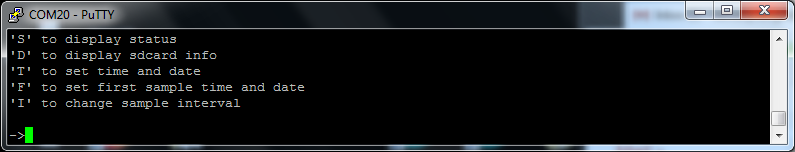 COM20 - PuTTY
'S' to display status
'D' to display sdcard info
'T' to set time and date
'F' to set first sample time and date
'I' to change sample interval
->